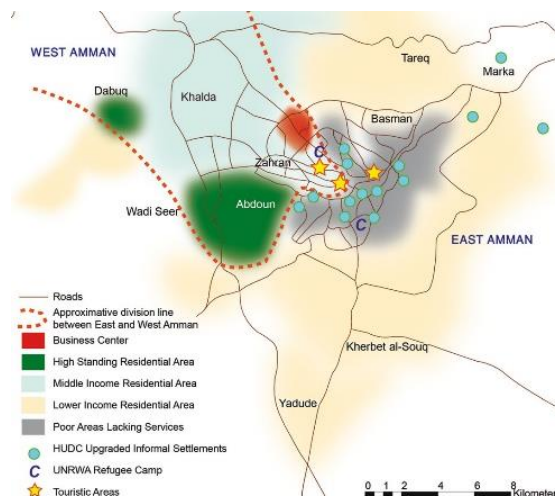 WEST AMMAN
Tareq
Marka
Dabuq
Khalda
Basman
C
Zahran
Wadi Seer
Abdoun
C
EAST AMMAN
Kherbet al-Souq
Yadude
Roads
Approximative division line
between East and West Amman
Business Center
High Standing Residential Area
Middle Income Residential Area
Lower Income Residential Area
Poor Areas Lacking Services
HUDC Upgraded Informal Settlements
C UNRWA Refugee Camp
Touristic Areas
0 1 2 4 6 8
Kilometer